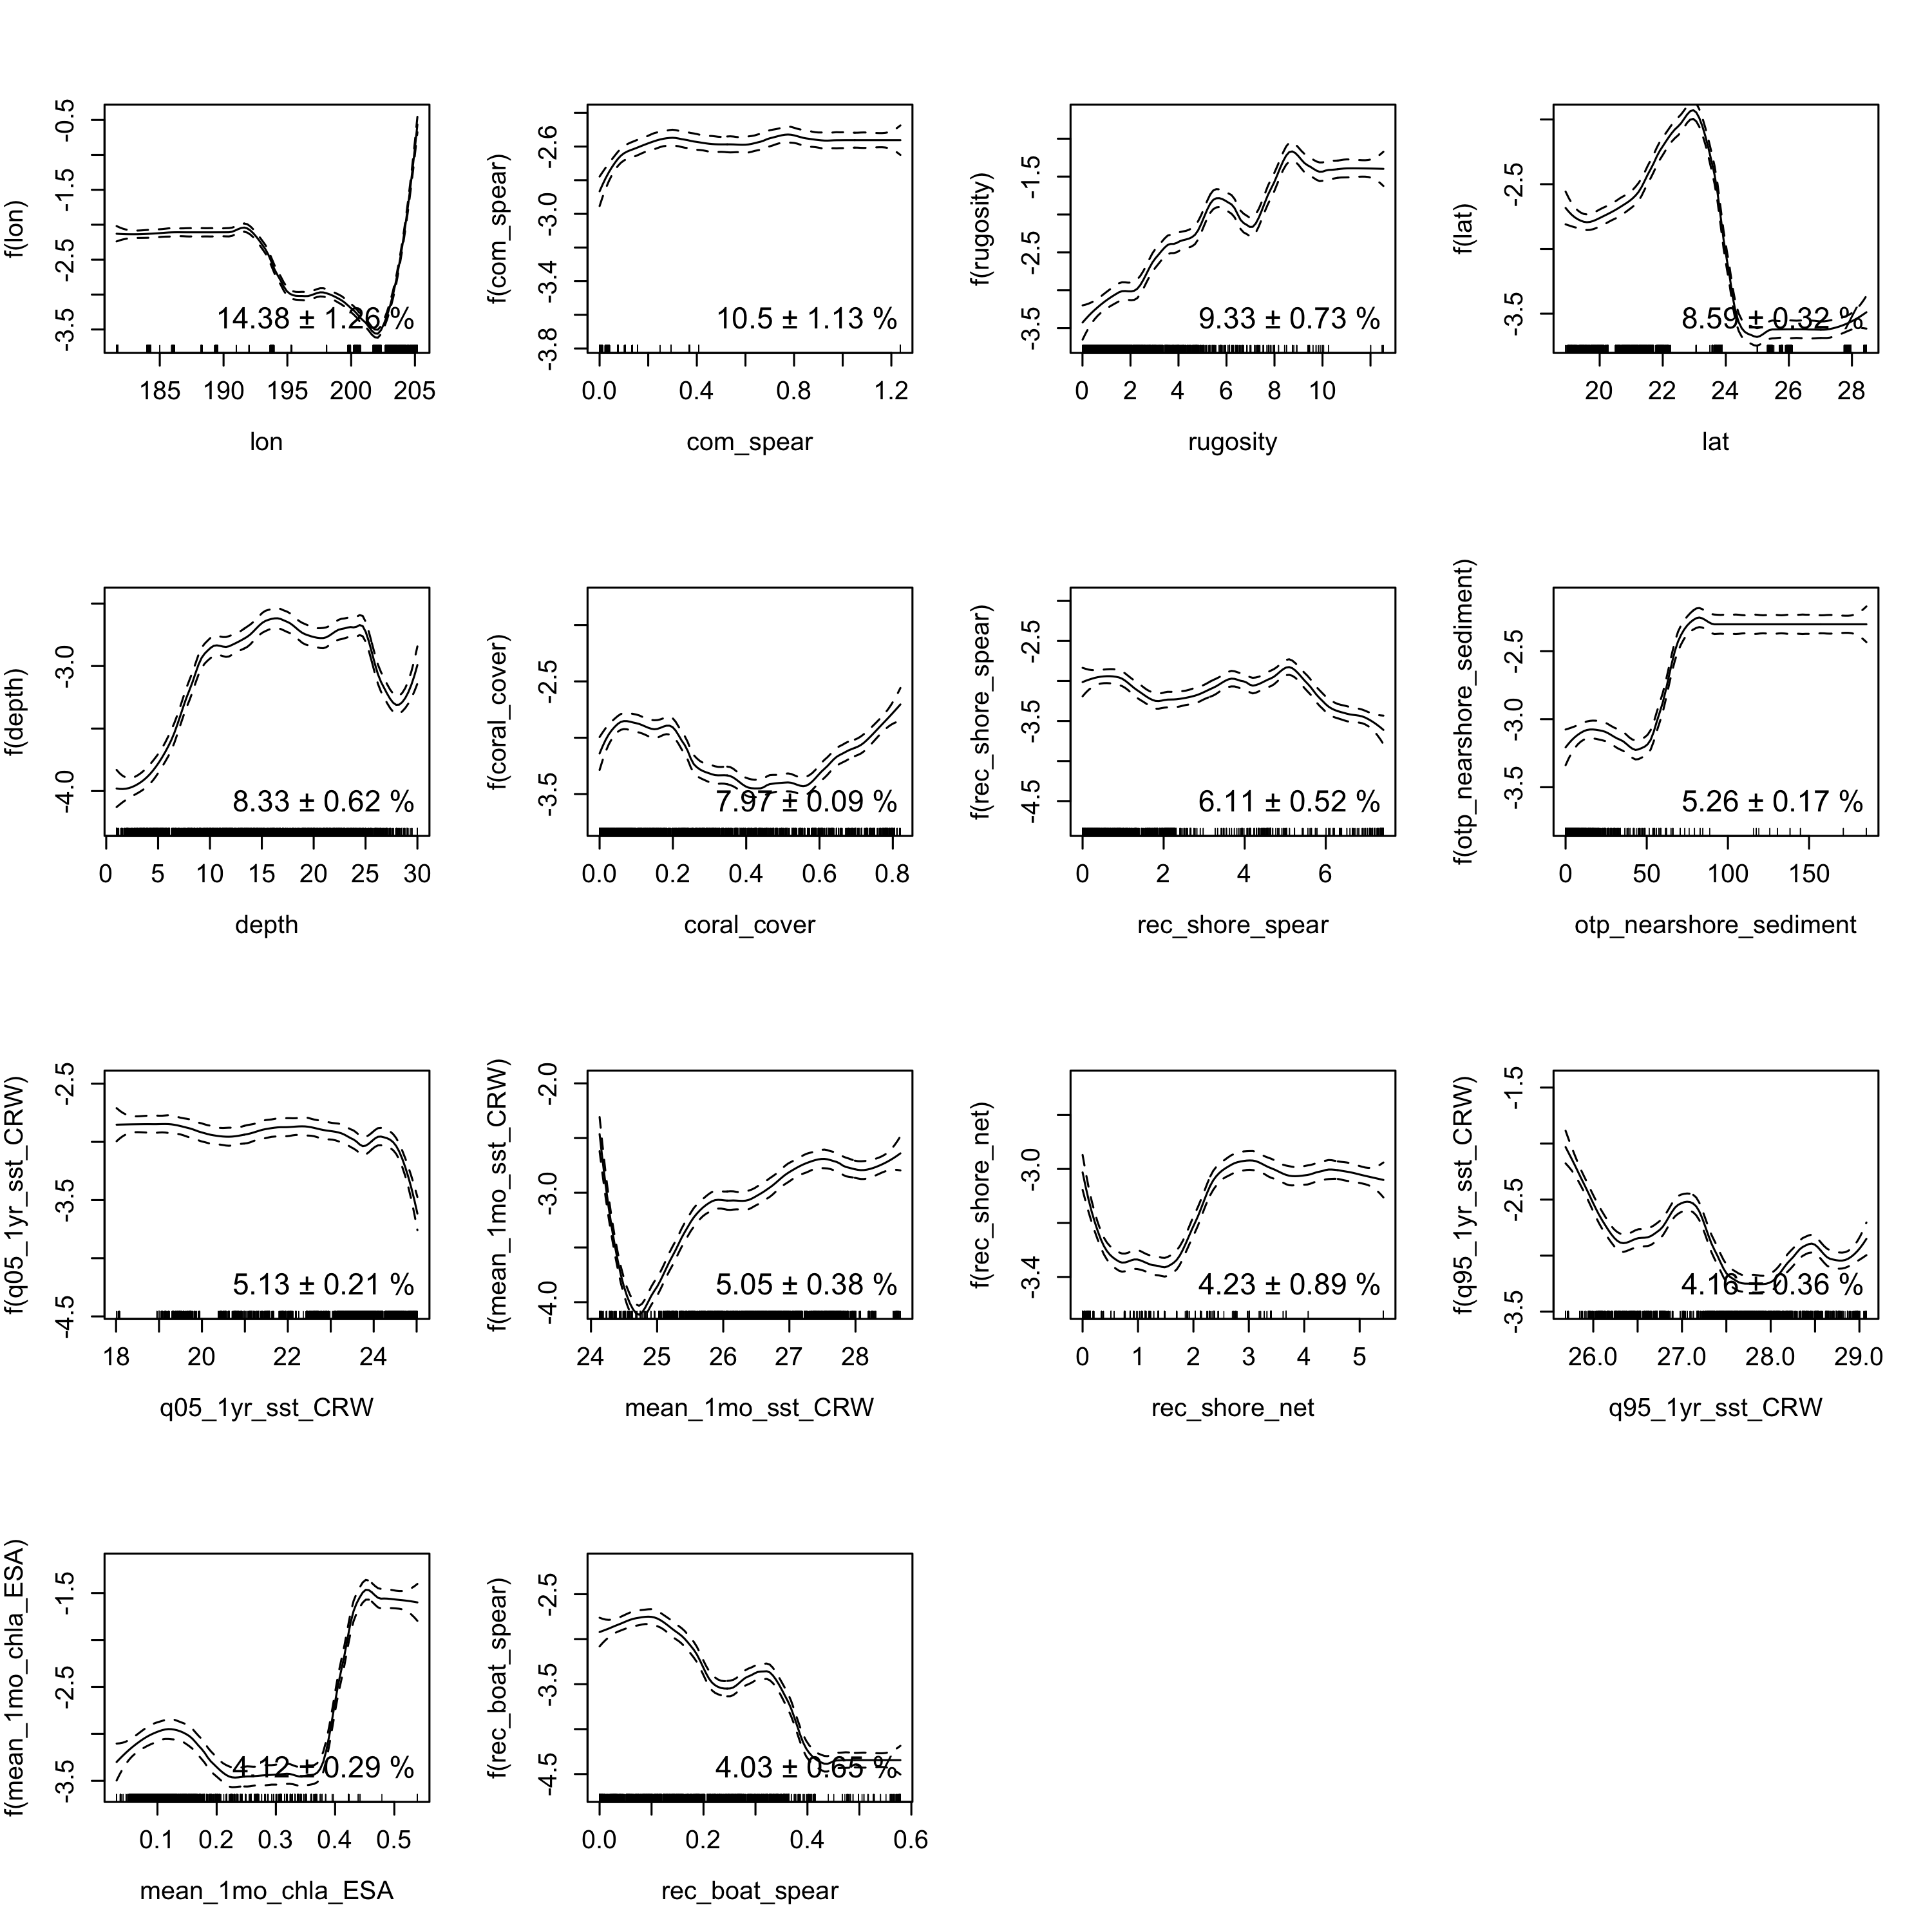 f(lon)
-0.5
-1.5
-2.5
-3.5
14.38 ± 1.26 %
185 190 195 200 205
lon
f(com_spear)
-2.6
-3.0
-3.4
-3.8
10.5 ± 1.13 %
0.0 0.4 0.8 1.2
com_spear
f(rugosity)
-1.5
-2.5
-3.5
9.33 ± 0.73 %
0 2 4 6 8 10
rugosity
f(lat)
-2.5
-3.5
8.59 ± 0.32 %
20 22 24 26 28
lat
f(depth)
-3.0
-4.0
8.33 ± 0.62 %
0 5 10 15 20 25 30
depth
f(coral_cover)
-2.5
-3.5
7.97 ± 0.09 %
0.0 0.2 0.4 0.6 0.8
coral_cover
f(rec_shore_spear)
-2.5
-3.5
-4.5
6.11 ± 0.52 %
0 2 4 6
rec_shore_spear
f(otp_nearshore_sediment)
-2.5
-3.0
-3.5
5.26 ± 0.17 %
0 50 100 150
otp_nearshore_sediment
f(q05_1yr_sst_CRW)
-2.5
-3.5
-4.5
5.13 ± 0.21 %
18 20 22 24
q05_1yr_sst_CRW
f(mean_1mo_sst_CRW)
-2.0
-3.0
-4.0
5.05 ± 0.38 %
24 25 26 27 28
mean_1mo_sst_CRW
f(rec_shore_net)
-3.0
-3.4
4.23 ± 0.89 %
0 1 2 3 4 5
rec_shore_net
f(q95_1yr_sst_CRW)
-1.5
-2.5
-3.5
4.16 ± 0.36 %
26.0 27.0 28.0 29.0
q95_1yr_sst_CRW
f(mean_1mo_chla_ESA)
-1.5
-2.5
-3.5
4.12 ± 0.29 %
0.1 0.2 0.3 0.4 0.5
mean_1mo_chla_ESA
f(rec_boat_spear)
-2.5
-3.5
-4.5
4.03 ± 0.65 %
0.0 0.2 0.4 0.6
rec_boat_spear